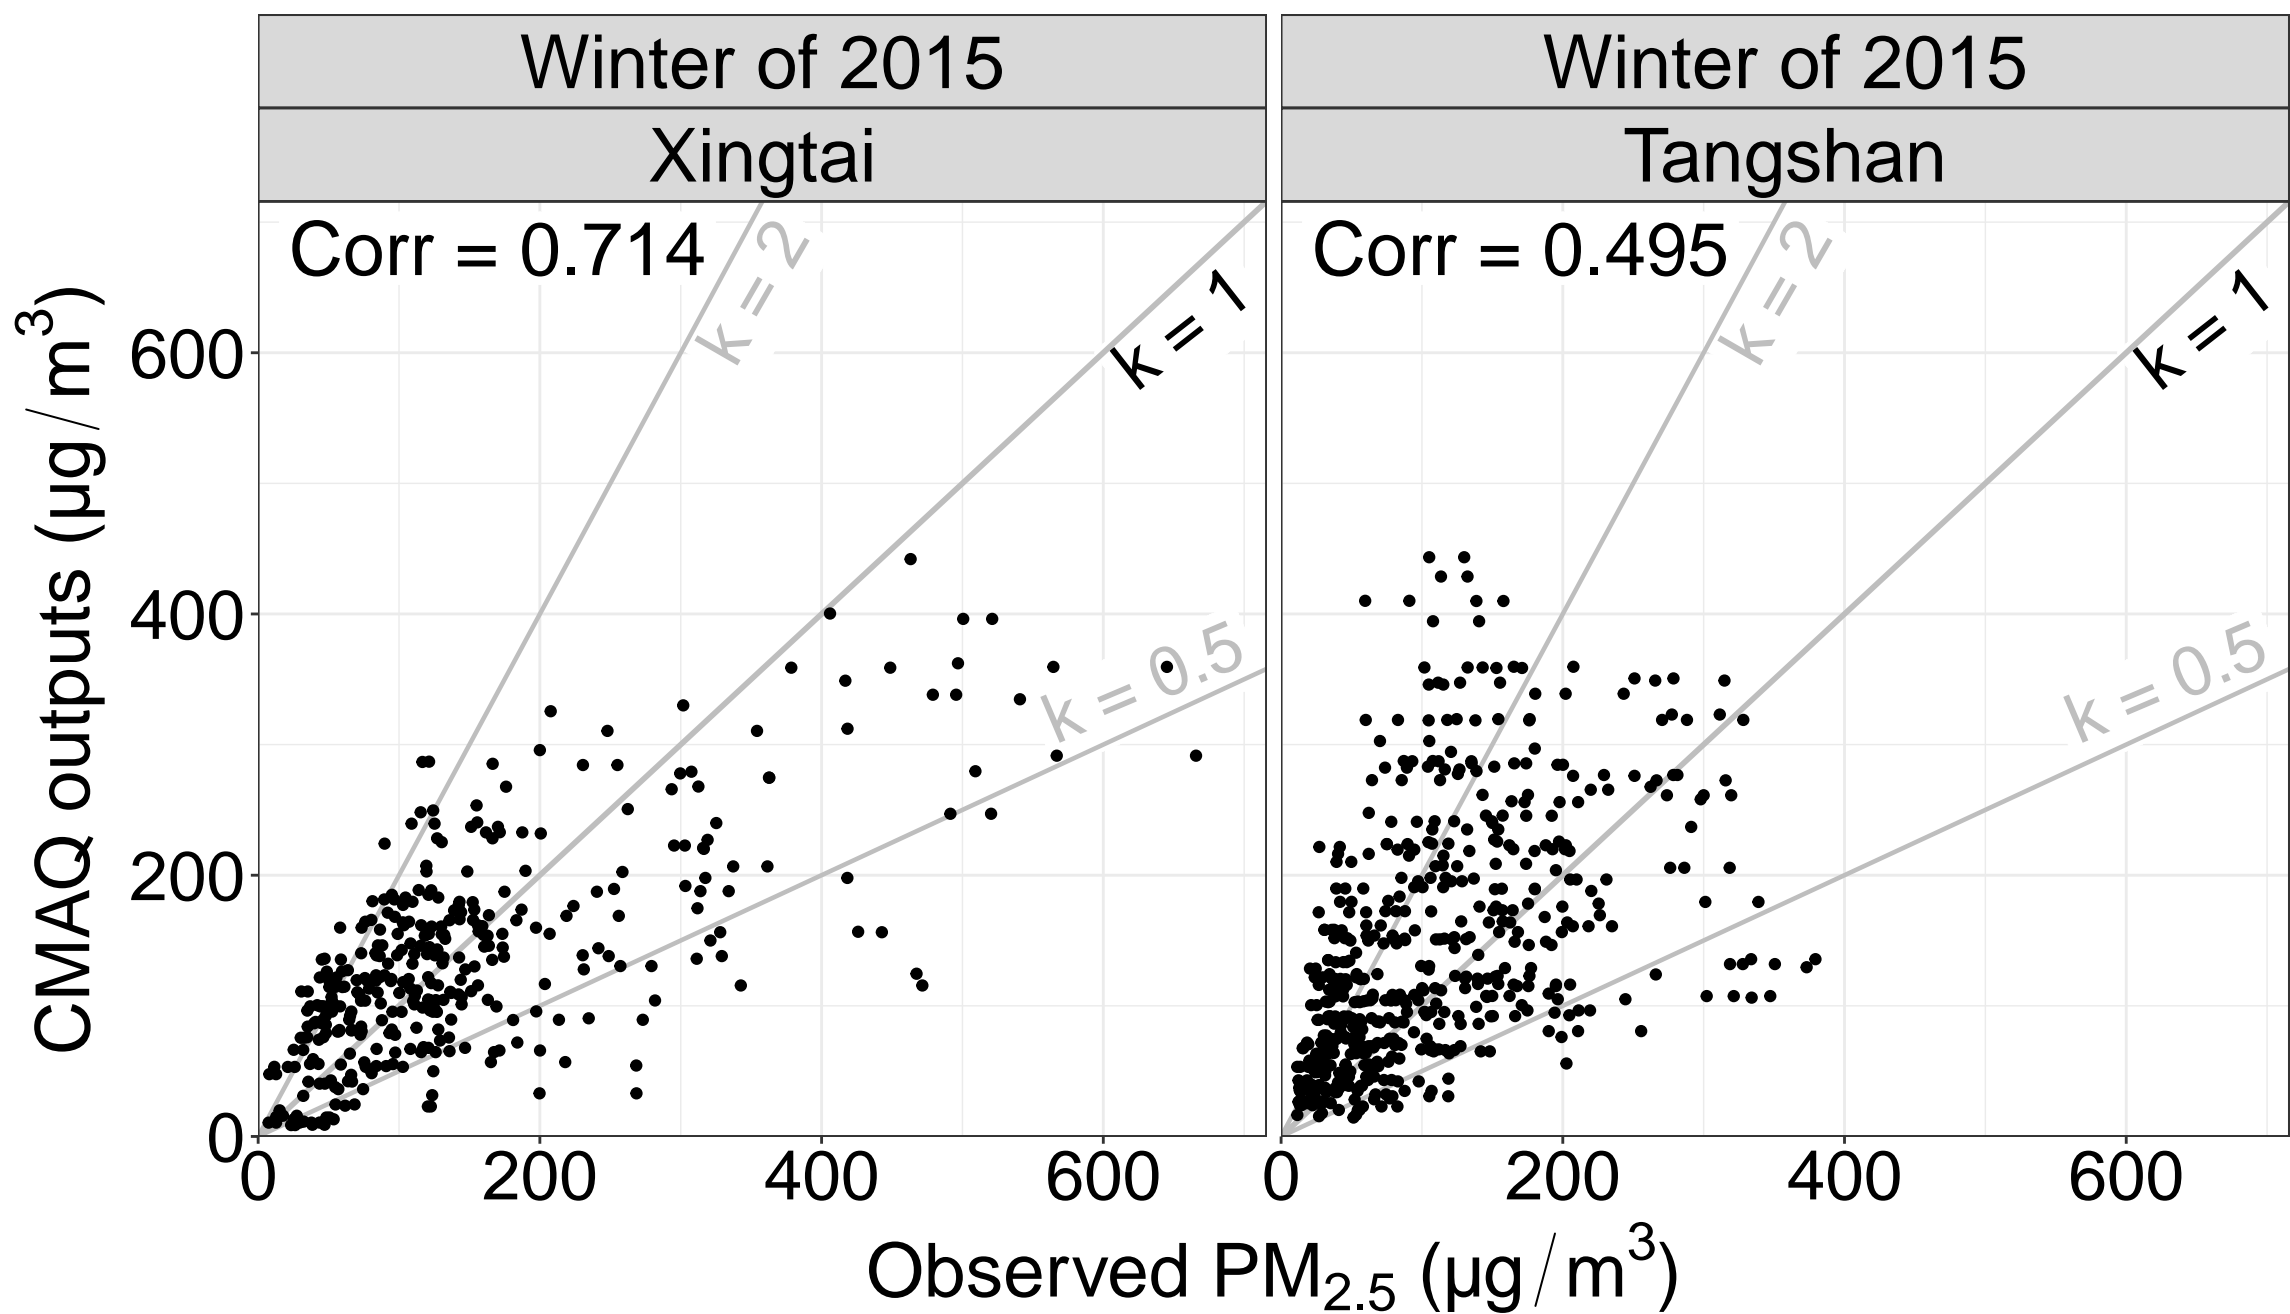 Winter of 2015
Winter of 2015
Xingtai
Tangshan
Corr = 0.714
k = 2
k = 1
k = 0.5
Corr = 0.495
k = 2
k = 1
k = 0.5
CMAQ outputs (μg/m³)
600
400
200
0
0
200
400
600
0
200
400
600
Observed PM₂.₅ (μg/m³)